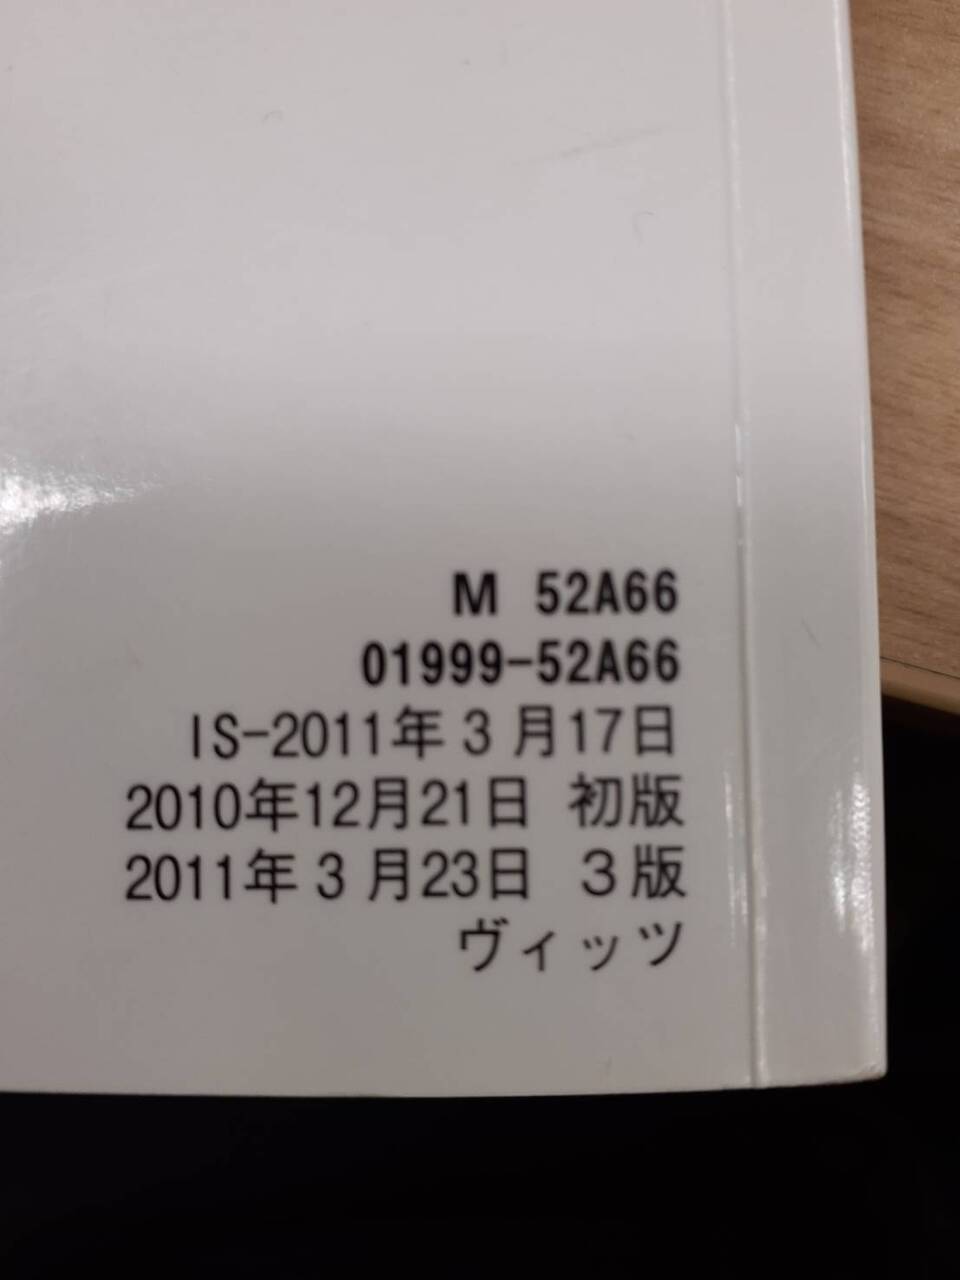 M 52A66
01999-52A66
IS-2011年3月17日
2010年12月21日 初版
2011年3月23日 3版
ヴィッツ